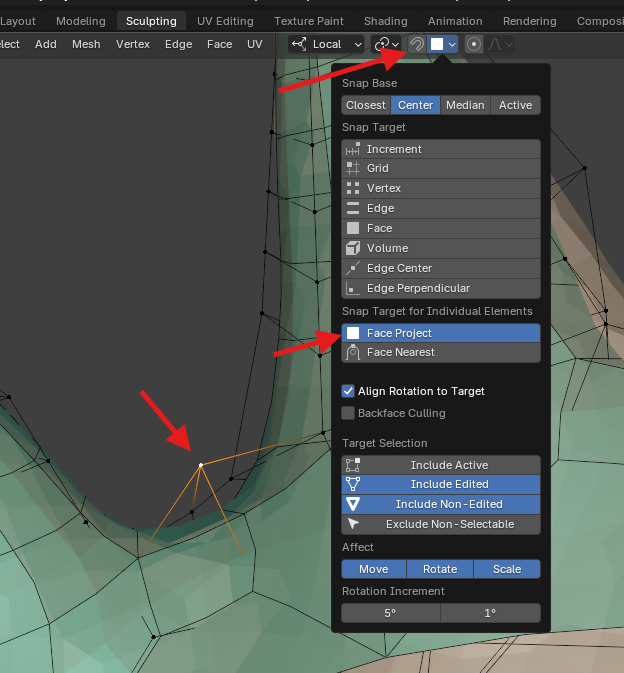 Layout Modeling Sculpting UV Editing Texture Paint Shading Animation Rendering Composi
elect Add Mesh Vertex Edge Face UV Local
Snap Base
Closest Center Median Active
Snap Target
Increment
Grid
Vertex
Edge
Face
Volume
Edge Center
Edge Perpendicular
Snap Target for Individual Elements
Face Project
Face Nearest
Align Rotation to Target
Backface Culling
Target Selection
Include Active
Include Edited
Include Non-Edited
Exclude Non-Selectable
Affect
Move Rotate Scale
Rotation Increment
5° 1°